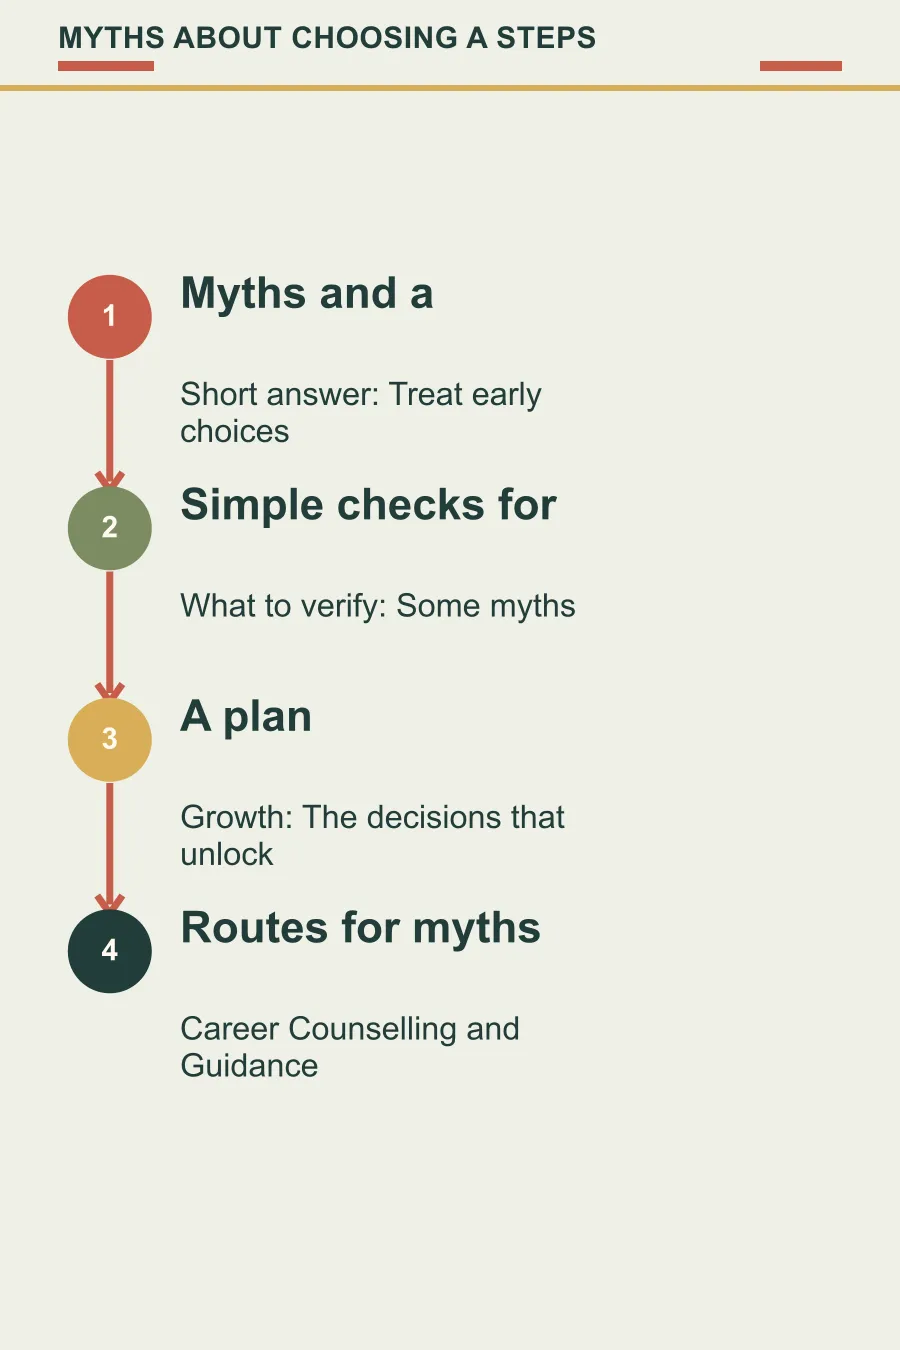 MYTHS ABOUT CHOOSING A STEPS
1
Myths and a
Short answer: Treat early
choices
2
Simple checks for
What to verify: Some myths
3
A plan
Growth: The decisions that
unlock
4
Routes for myths
Career Counselling and
Guidance